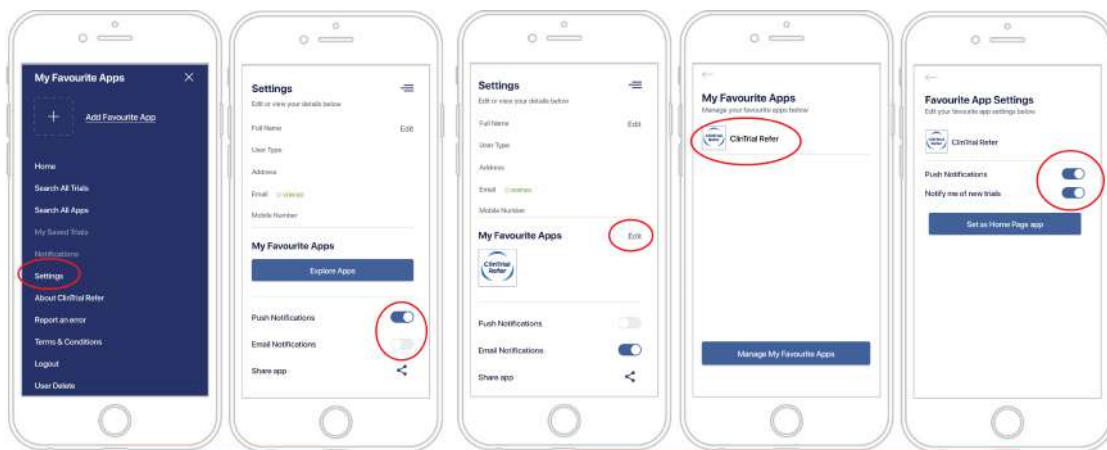 My Favourite Apps
Add Favourite App
Home
Search All Trials
Search All Apps
My Saved Trials
Notifications
Settings
About ClinTrial Refer
Report an error
Terms & Conditions
Logout
User Delete
Settings
Edit or view your details below
Full Name Edit
User Type
Address
Email VERIFIED
Mobile Number
My Favourite Apps
Explore Apps
Push Notifications
Email Notifications
Share app
Settings
Edit or view your details below
Full Name Edit
User Type
Address
Email VERIFIED
Mobile Number
My Favourite Apps Edit
ClinTrial
Refer
Push Notifications
Email Notifications
Share app
My Favourite Apps
Manage your favourite apps below
ClinTrial Refer
Manage My Favourite Apps
Favourite App Settings
Edit your favourite app settings below
ClinTrial Refer
Push Notifications
Notify me of new trials
Set as Home Page app